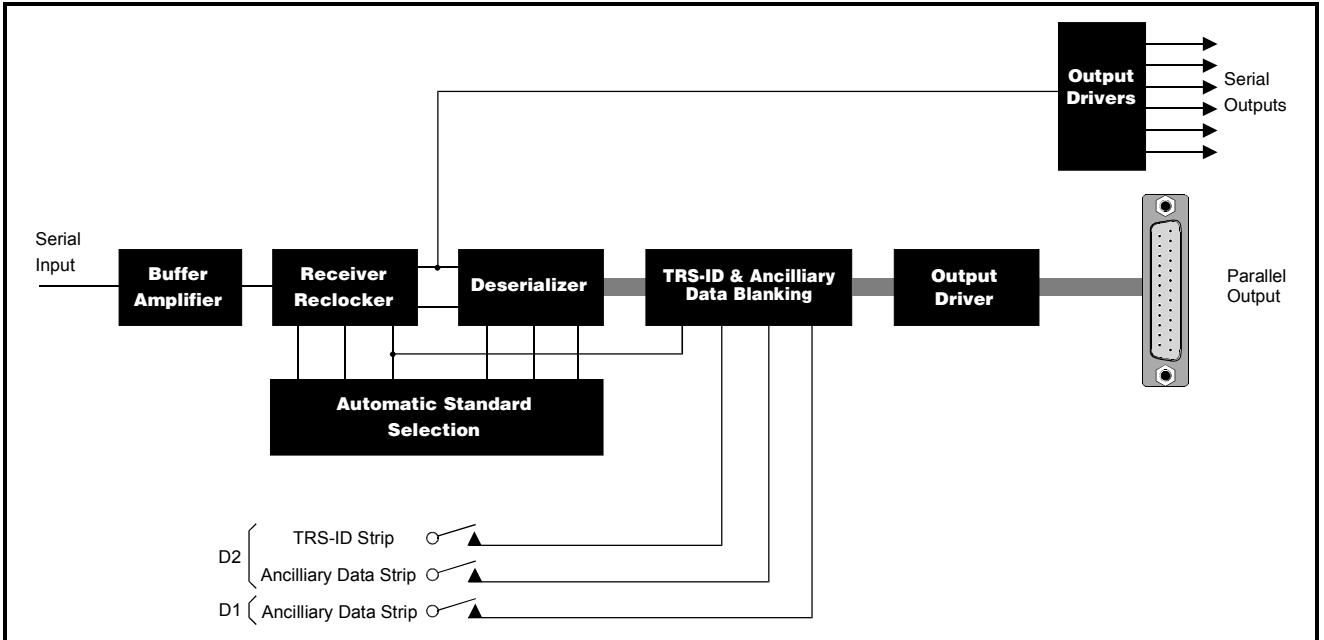 Output
Drivers
Serial
Outputs
Serial
Input
Buffer
Amplifier
Receiver
Reclocker
Deserializer
TRS-ID & Ancilliary
Data Blanking
Output
Driver
Parallel
Output
Automatic Standard
Selection
D2
TRS-ID Strip
Ancilliary Data Strip
D1
Ancilliary Data Strip